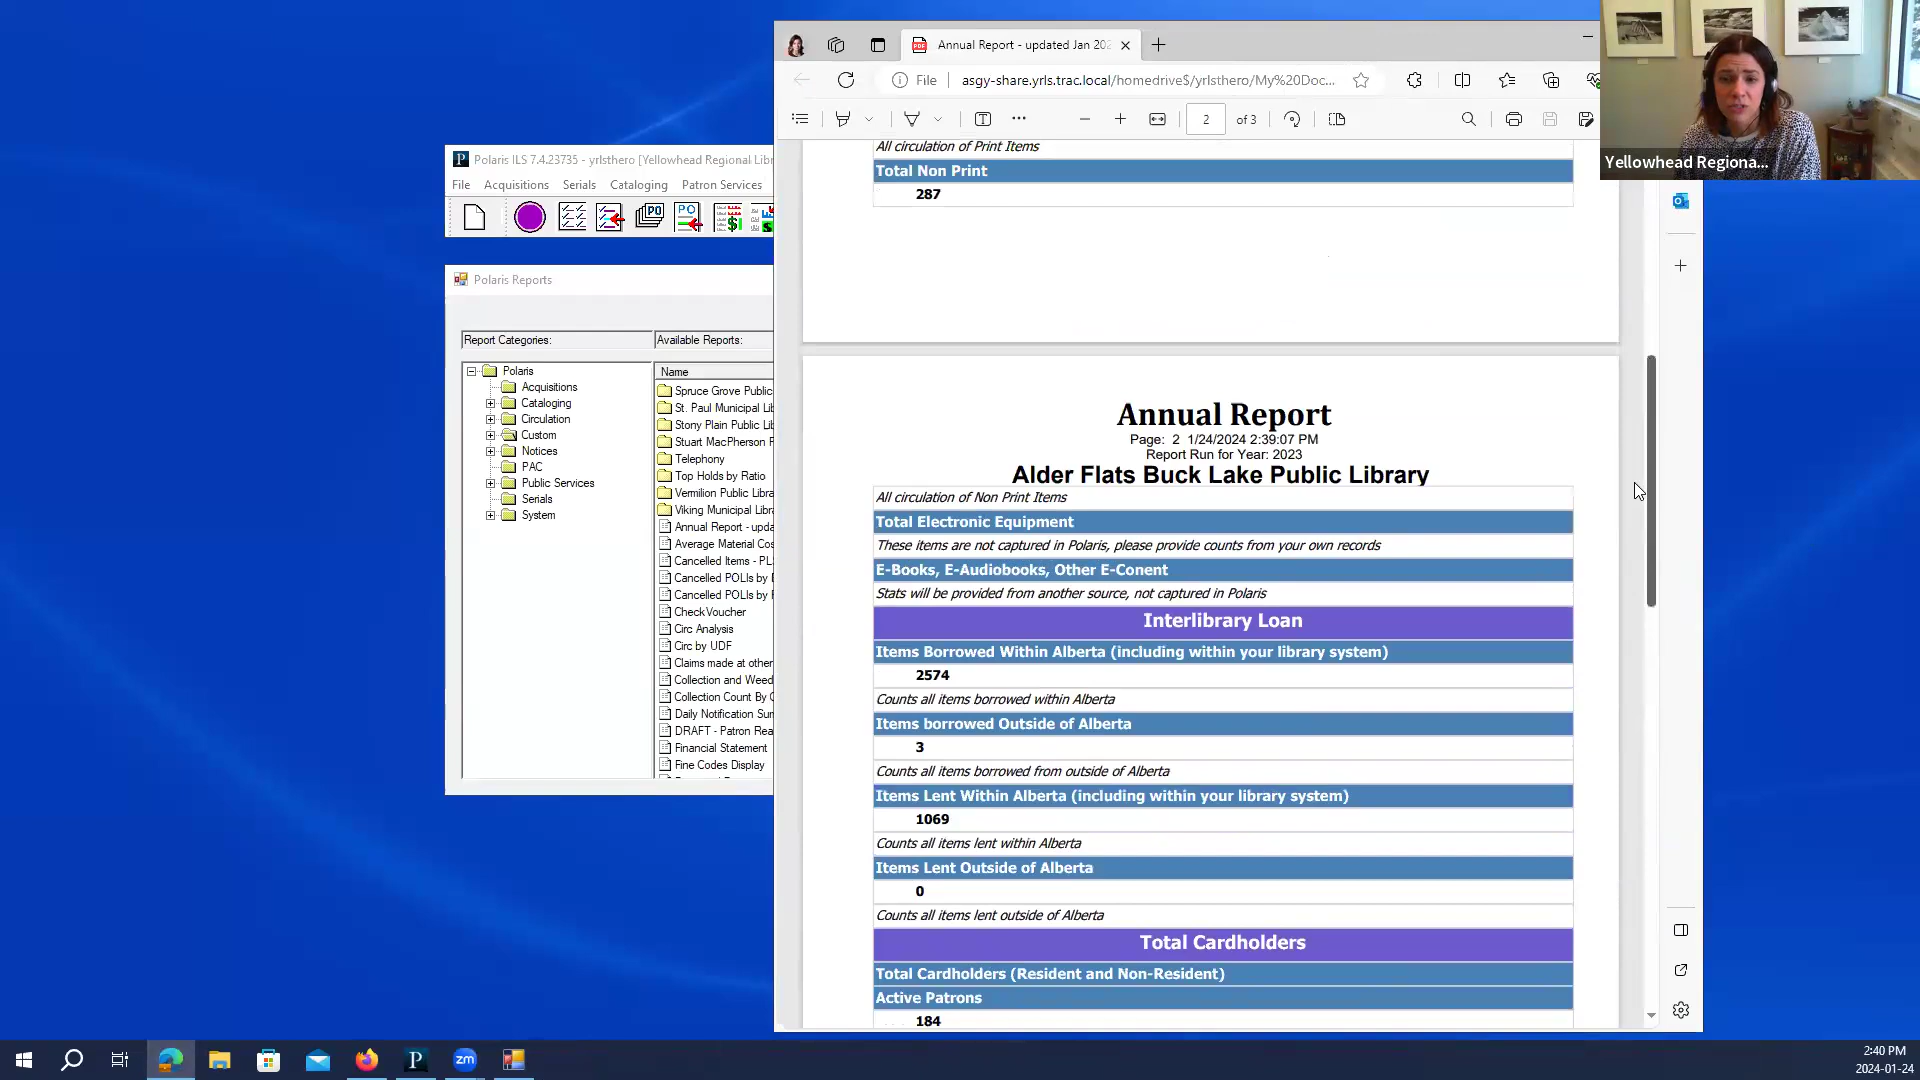 Annual Report - updated Jan 202
File
asgy-share.yrls.trac.local/homedrive$/yrlsthero/My%20Doc...
2
of 3
Yellowhead Regiona...
Polaris ILS 7.4.23735 - yrlsthero [Yellowhead Regional Libr
File Acquisitions Serials Cataloging Patron Services
PO
PO
Polaris Reports
Report Categories:
Available Reports:
Polaris
Acquisitions
Cataloging
Circulation
Custom
Notices
PAC
Public Services
Serials
System
Name
Spruce Grove Public
St. Paul Municipal Lib
Stony Plain Public Lib
Stuart MacPherson P
Telephony
Top Holds by Ratio
Vermilion Public Libra
Viking Municipal Libra
Annual Report - upda
Average Material Cos
Cancelled Items - PL
Cancelled POLIs by
Cancelled POLIs by
Check Voucher
Circ Analysis
Circ by UDF
Claims made at other
Collection and Weed
Collection Count By C
Daily Notification Sum
DRAFT - Patron Rea
Financial Statement
Fine Codes Display
All circulation of Print Items
Total Non Print
287
Annual Report
Page: 2 1/24/2024 2:39:07 PM
Report Run for Year: 2023
Alder Flats Buck Lake Public Library
All circulation of Non Print Items
Total Electronic Equipment
These items are not captured in Polaris, please provide counts from your own records
E-Books, E-Audiobooks, Other E-Conent
Stats will be provided from another source, not captured in Polaris
Interlibrary Loan
Items Borrowed Within Alberta (including within your library system)
2574
Counts all items borrowed within Alberta
Items borrowed Outside of Alberta
3
Counts all items borrowed from outside of Alberta
Items Lent Within Alberta (including within your library system)
1069
Counts all items lent within Alberta
Items Lent Outside of Alberta
0
Counts all items lent outside of Alberta
Total Cardholders
Total Cardholders (Resident and Non-Resident)
Active Patrons
184
zm
2:40 PM
2024-01-24